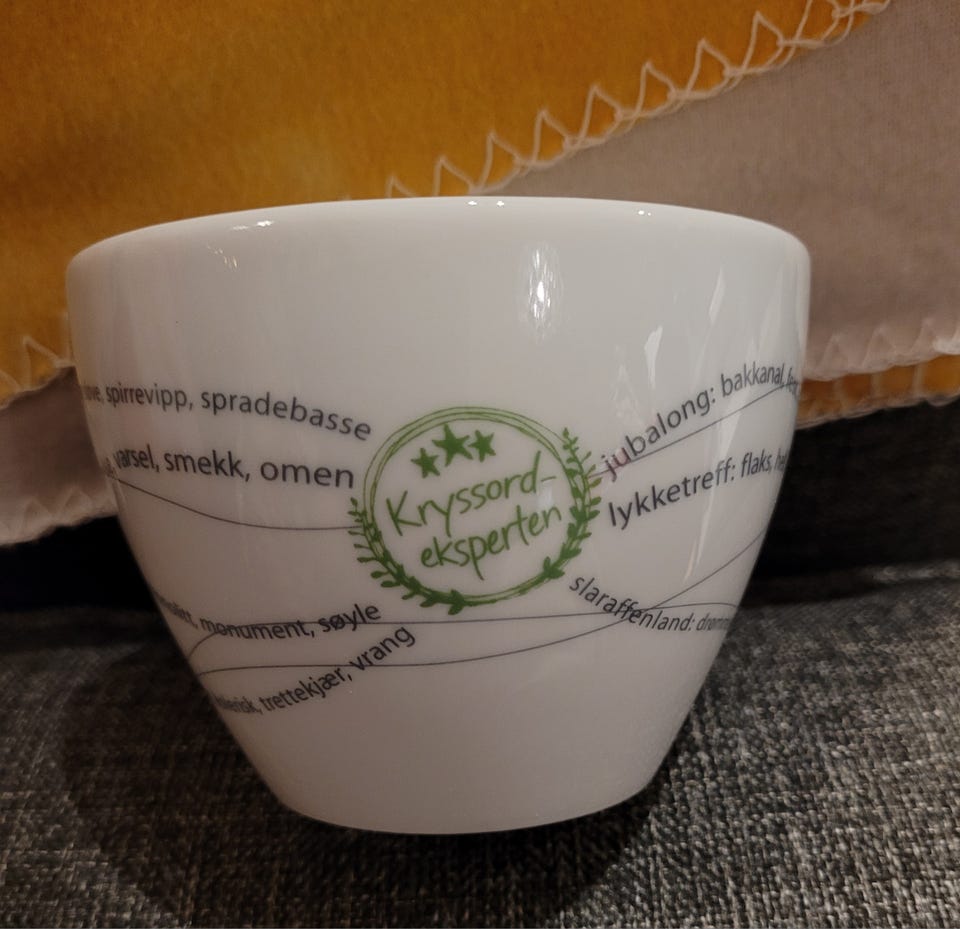 spirrevipp, spradebasse
varsel, smekk, omen
monument, søyle
trettekjær, vrang
Kryssord-
eksperten
jubalong: bakkanal,
lykketreff: flaks,
slaraffenland: